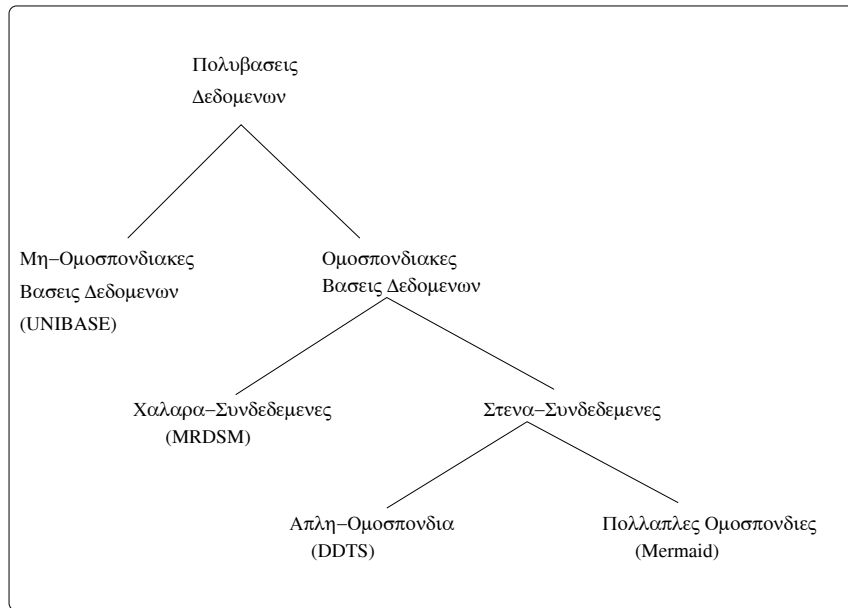 Πολυβασεις
Δεδομενων
Μη−Ομοσπονδιακες
Βασεις Δεδομενων
(UNIBASE)
Ομοσπονδιακες
Βασεις Δεδομενων
Χαλαρα−Συνδεδεμενες
(MRDSM)
Στενα−Συνδεδεμενες
Απλη−Ομοσπονδια
(DDTS)
Πολλαπλες Ομοσπονδιες
(Mermaid)